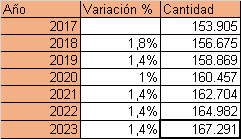 Año Variación % Cantidad
2017 153.905
2018 1,8% 156.675
2019 1,4% 158.869
2020 1% 160.457
2021 1,4% 162.704
2022 1,4% 164.982
2023 1,4% 167.291